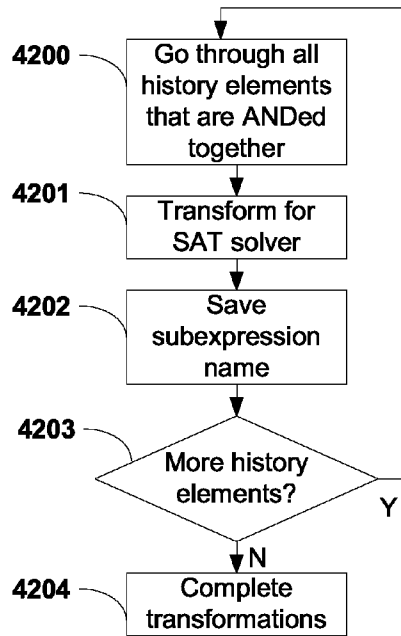 4200
Go through all
history elements
that are ANDed
together
4201
Transform for
SAT solver
4202
Save
subexpression
name
4203
More history
elements?
Y
N
4204
Complete
transformations